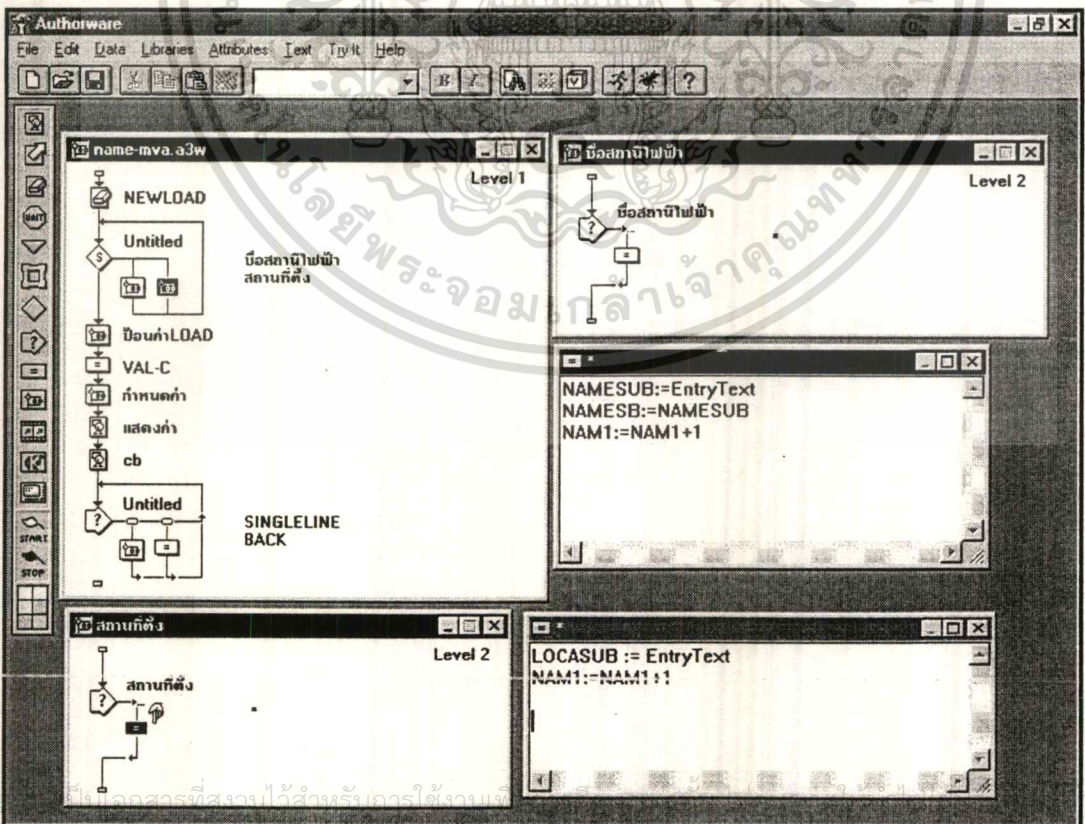 Authorware
File Edit Data Libraries Attributes Text Try It Help
B I ?
name-mva.a3w
Level 1
NEWLOAD
Untitled
ชื่อสถานีไฟฟ้า
สถานที่ตั้ง
ป้อนค่าLOAD
VAL-C
กำหนดค่า
แสดงค่า
cb
Untitled
SINGLELINE
BACK
WAIT
START
STOP
ชื่อสถานีไฟฟ้า
Level 2
ชื่อสถานีไฟฟ้า
= *
NAMESUB:=EntryText
NAMESB:=NAMESUB
NAM1:=NAM1+1
สถานที่ตั้ง
Level 2
สถานที่ตั้ง
= *
LOCASUB := EntryText
NAM1:=NAM1+1